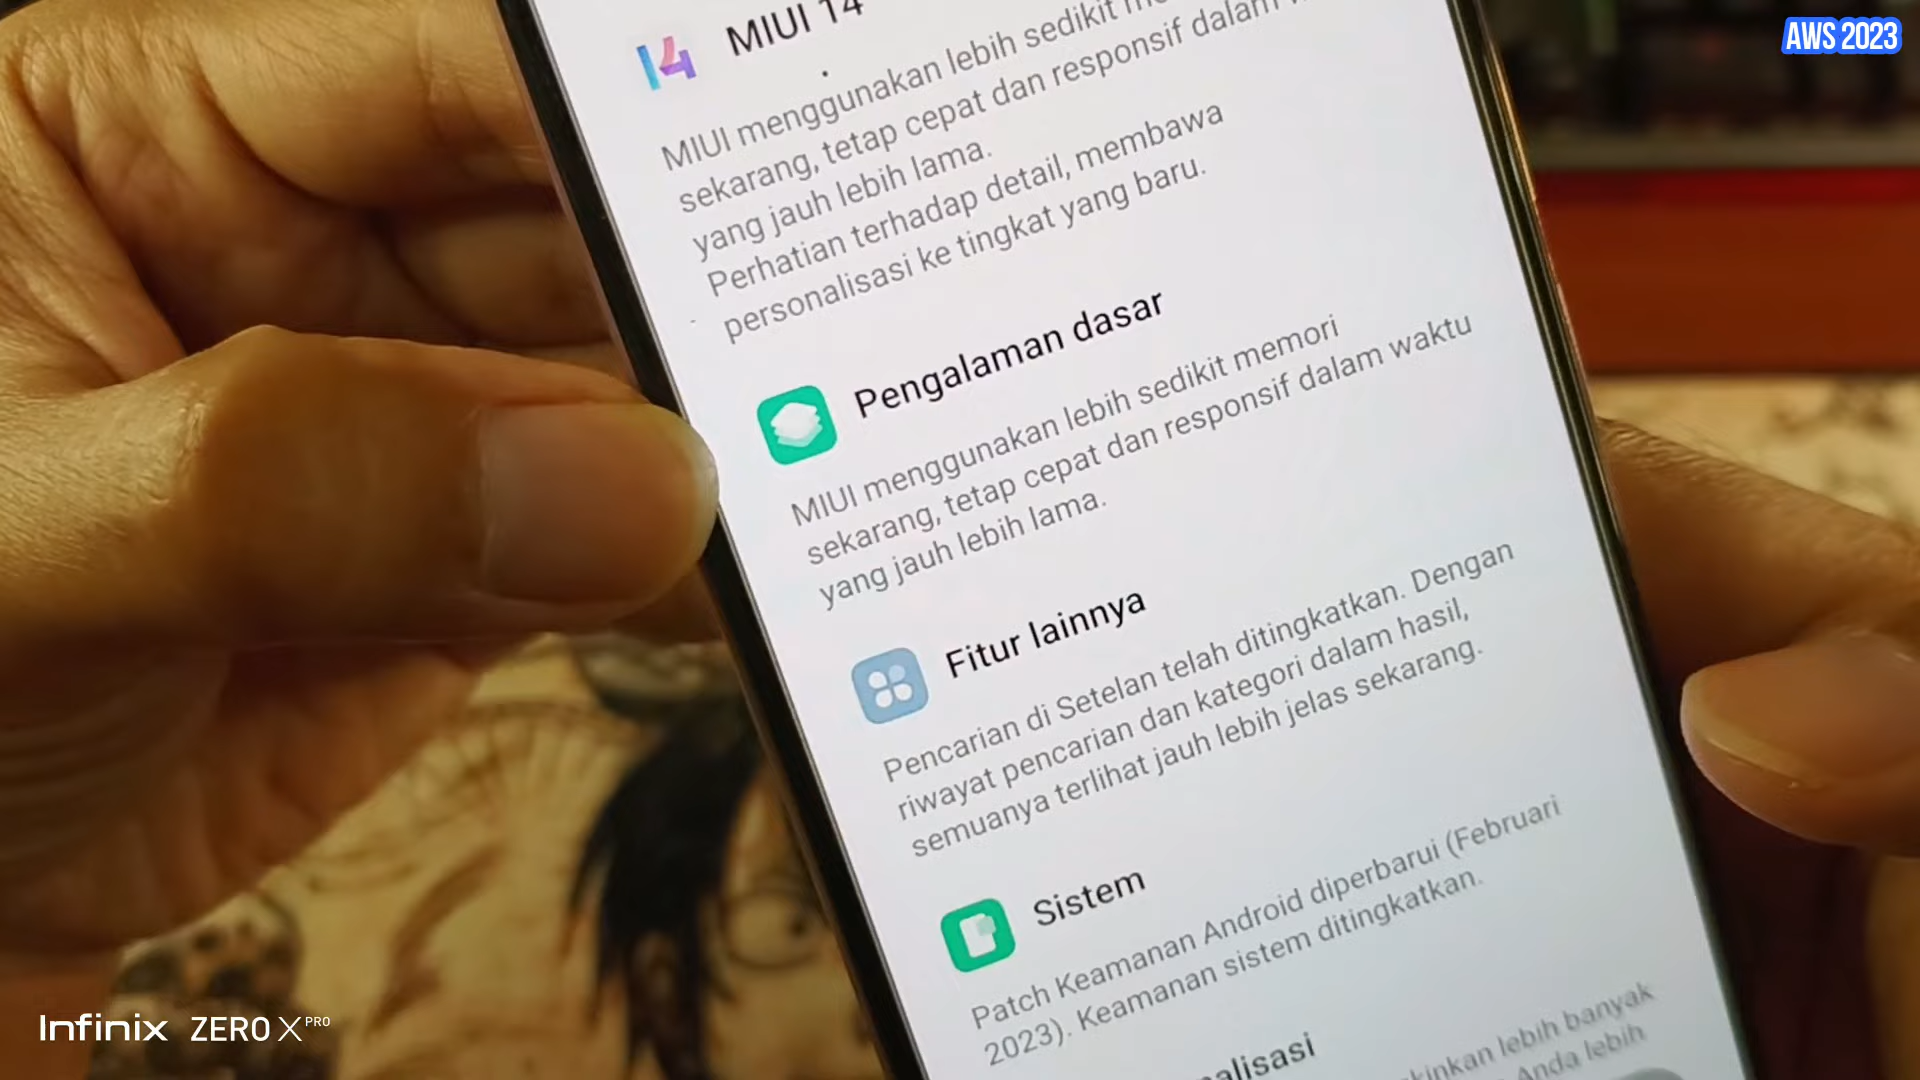 AWS 2023
14 MIUI 14
MIUI menggunakan lebih sedikit
sekarang, tetap cepat dan responsif dalam
yang jauh lebih lama.
Perhatian terhadap detail, membawa
personalisasi ke tingkat yang baru.
Pengalaman dasar
MIUI menggunakan lebih sedikit memori
sekarang, tetap cepat dan responsif dalam waktu
yang jauh lebih lama.
Fitur lainnya
Pencarian di Setelan telah ditingkatkan. Dengan
riwayat pencarian dan kategori dalam hasil,
semuanya terlihat jauh lebih jelas sekarang.
Sistem
Patch Keamanan Android diperbarui (Februari
2023). Keamanan sistem ditingkatkan.
alisasi
kinkan lebih banyak
Anda lebih
Infinix ZERO X PRO